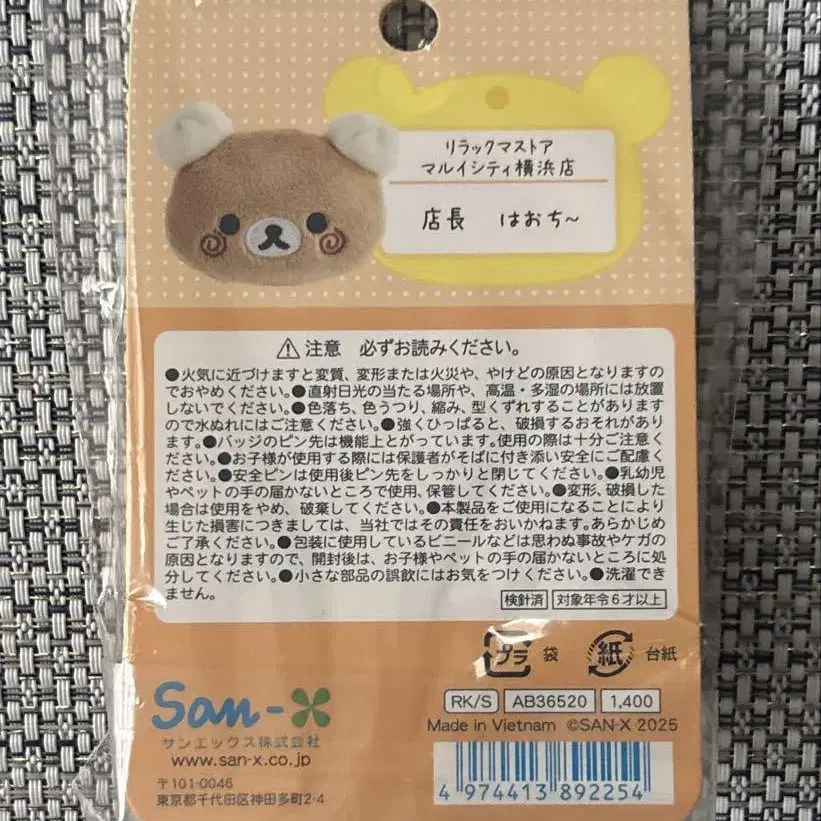 リラックマストア
マルイシティ横浜店
店長 はおち～
⚠注意 必ずお読みください。
●火気に近づけますと変質、変形または火災や、やけどの原因となりますの
でおやめください。●直射日光の当たる場所や、高温・多湿の場所には放置
しないでください。●色落ち、色うつり、縮み、型くずれすることがあります
ので水ぬれにはご注意ください。●強くひっぱると、破損するおそれがあり
ます。●バッジのピン先は機能上とがっています。使用の際は十分ご注意く
ださい。●お子様が使用する際には保護者がそばに付き添い安全にご配慮く
ださい。●安全ピンは使用後ピン先をしっかりと閉じてください。●乳幼児
やペットの手の届かないところで使用、保管してください。●変形、破損した
場合は使用をやめ、破棄してください。●本製品をご使用になることにより
生じた損害につきましては、当社ではその責任をおいかねます。あらかじめ
ご了承ください。●包装に使用しているビニールなどは思わぬ事故やケガの
原因となりますので、開封後は、お子様やペットの手の届かないところに処
分してください。●小さな部品の誤飲にはお気をつけください。●洗濯でき
ません。
検針済 対象年令6才以上
プラ 袋 紙 台紙
San-X
サンエックス株式会社
www.san-x.co.jp
〒101-0046
東京都千代田区神田多町2-4
RK/S AB36520 1,400
Made in Vietnam ©SAN-X 2025
4 974413 892254